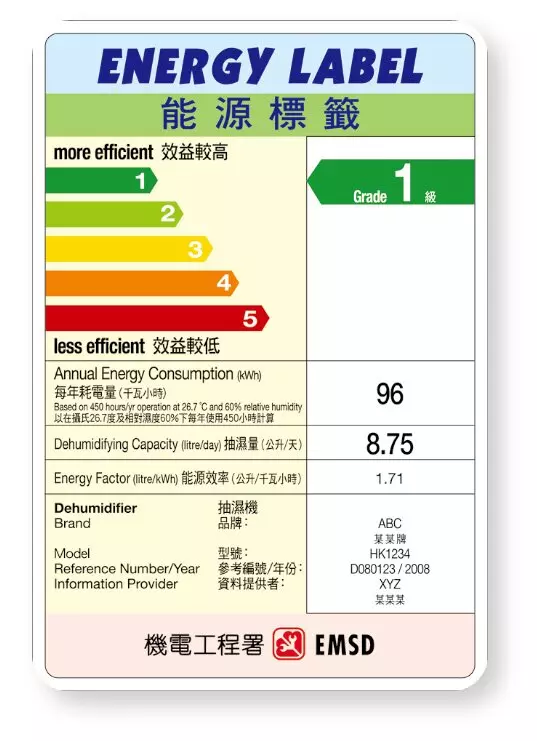 ENERGY LABEL
能源標籤
more efficient 效益較高
1
2
3
4
5
less efficient 效益較低
Grade 1 級
Annual Energy Consumption (kWh)
每年耗電量 (千瓦小時)
Based on 450 hours/yr operation at 26.7 °C and 60% relative humidity
以在攝氏26.7度及相對濕度60%下每年使用450小時計算
96
Dehumidifying Capacity (litre/day) 抽濕量 (公升/天)
8.75
Energy Factor (litre/kWh) 能源效率 (公升/千瓦小時)
1.71
Dehumidifier 抽濕機
Brand 品牌: ABC
某某牌
Model 型號: HK1234
Reference Number/Year 參考編號/年份: D080123 / 2008
Information Provider 資料提供者: XYZ
某某某
機電工程署 EMSD